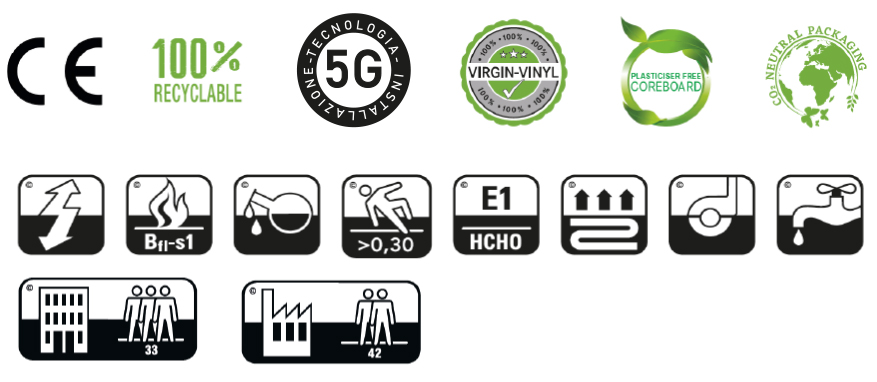 CE
100%
RECYCLABLE
-TECNOLOGIA-
INSTALLAZIONE
5G
·100%·100%·100%·
VIRGIN-VINYL
100%·100%·100%
PLASTICISER FREE
COREBOARD
CO₂ NEUTRAL PACKAGING
©
©
Bfl-s1
©
©
>0,30
©
E1
HCHO
©
©
©
©
33
©
42